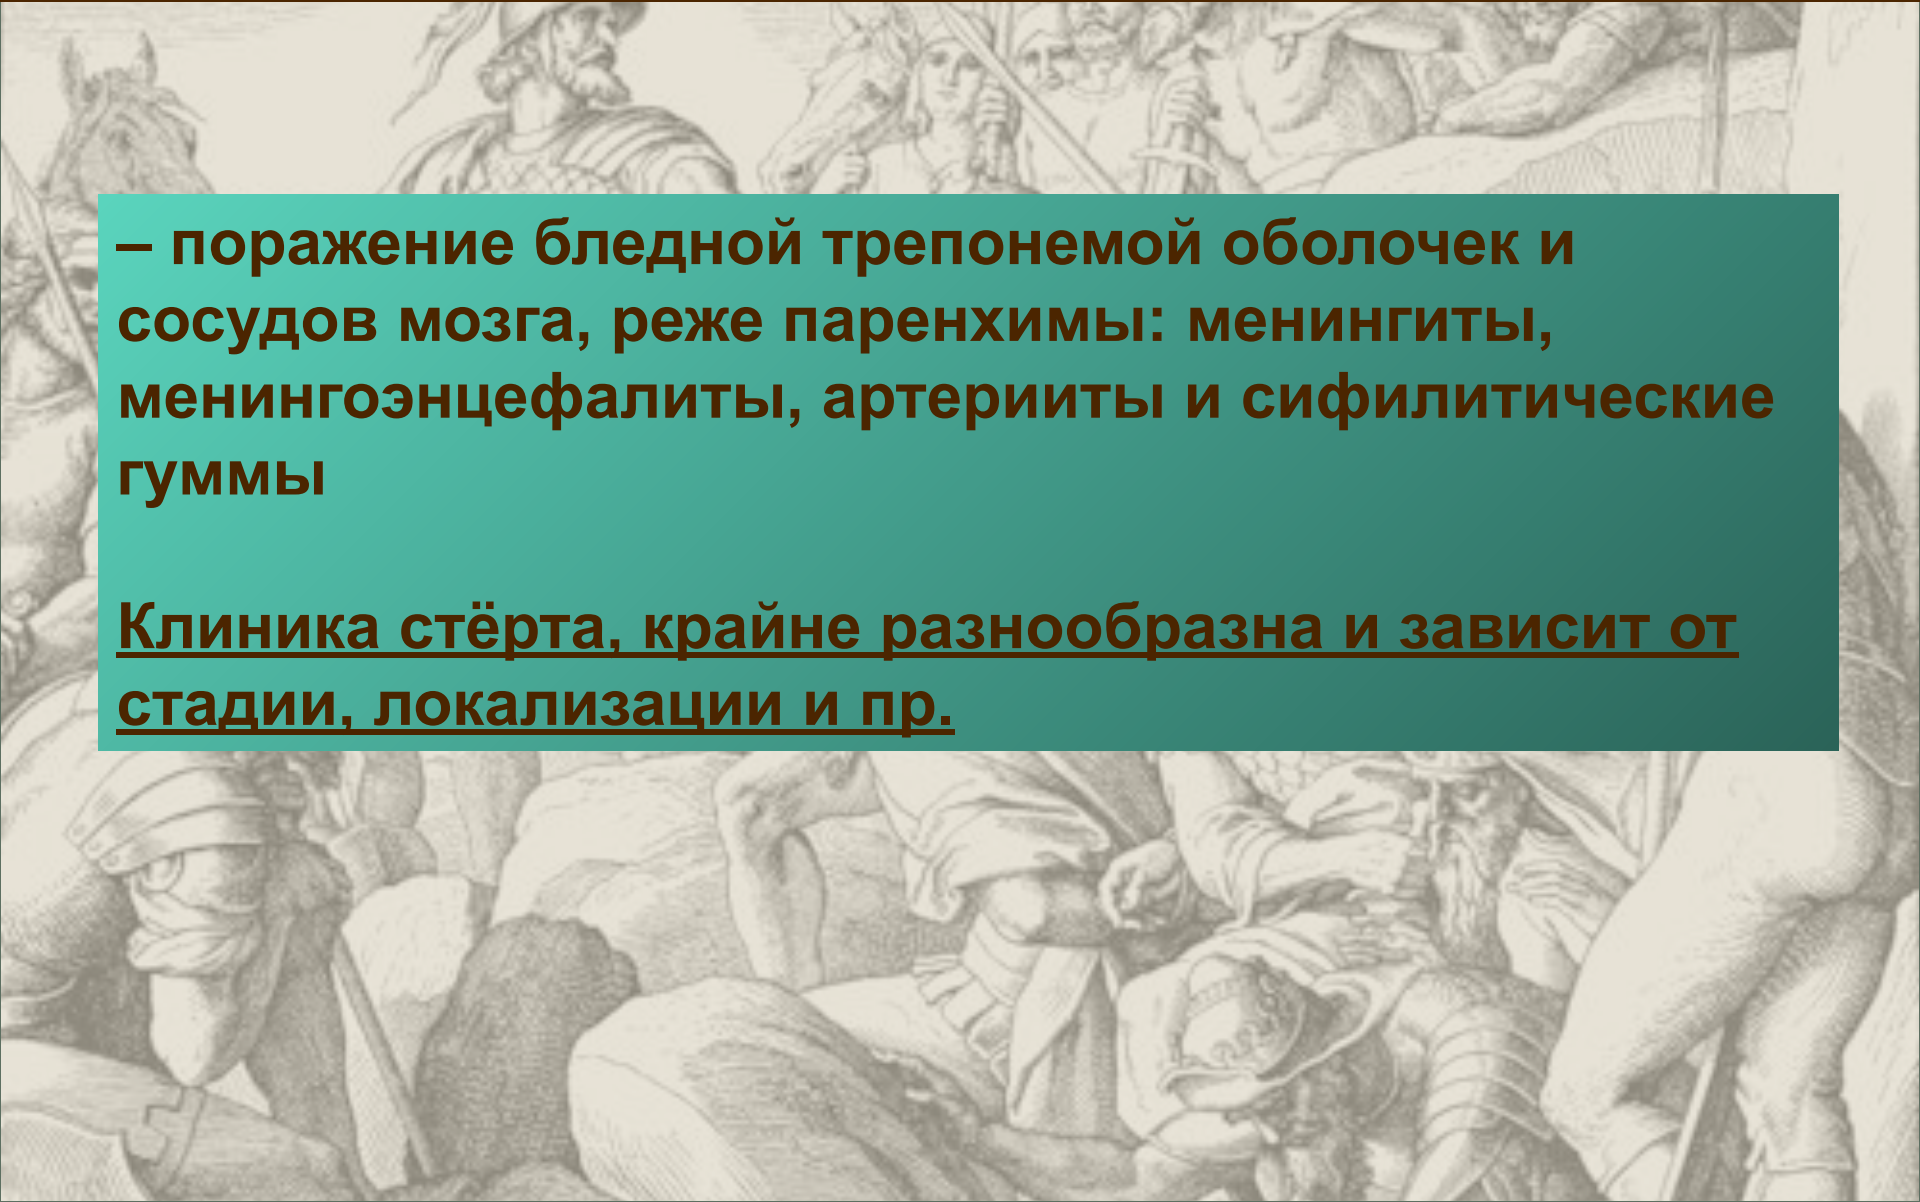 – поражение бледной трепонемой оболочек и
сосудов мозга, реже паренхимы: менингиты,
менингоэнцефалиты, артерииты и сифилитические
гуммы
Клиника стёрта, крайне разнообразна и зависит от
стадии, локализации и пр.